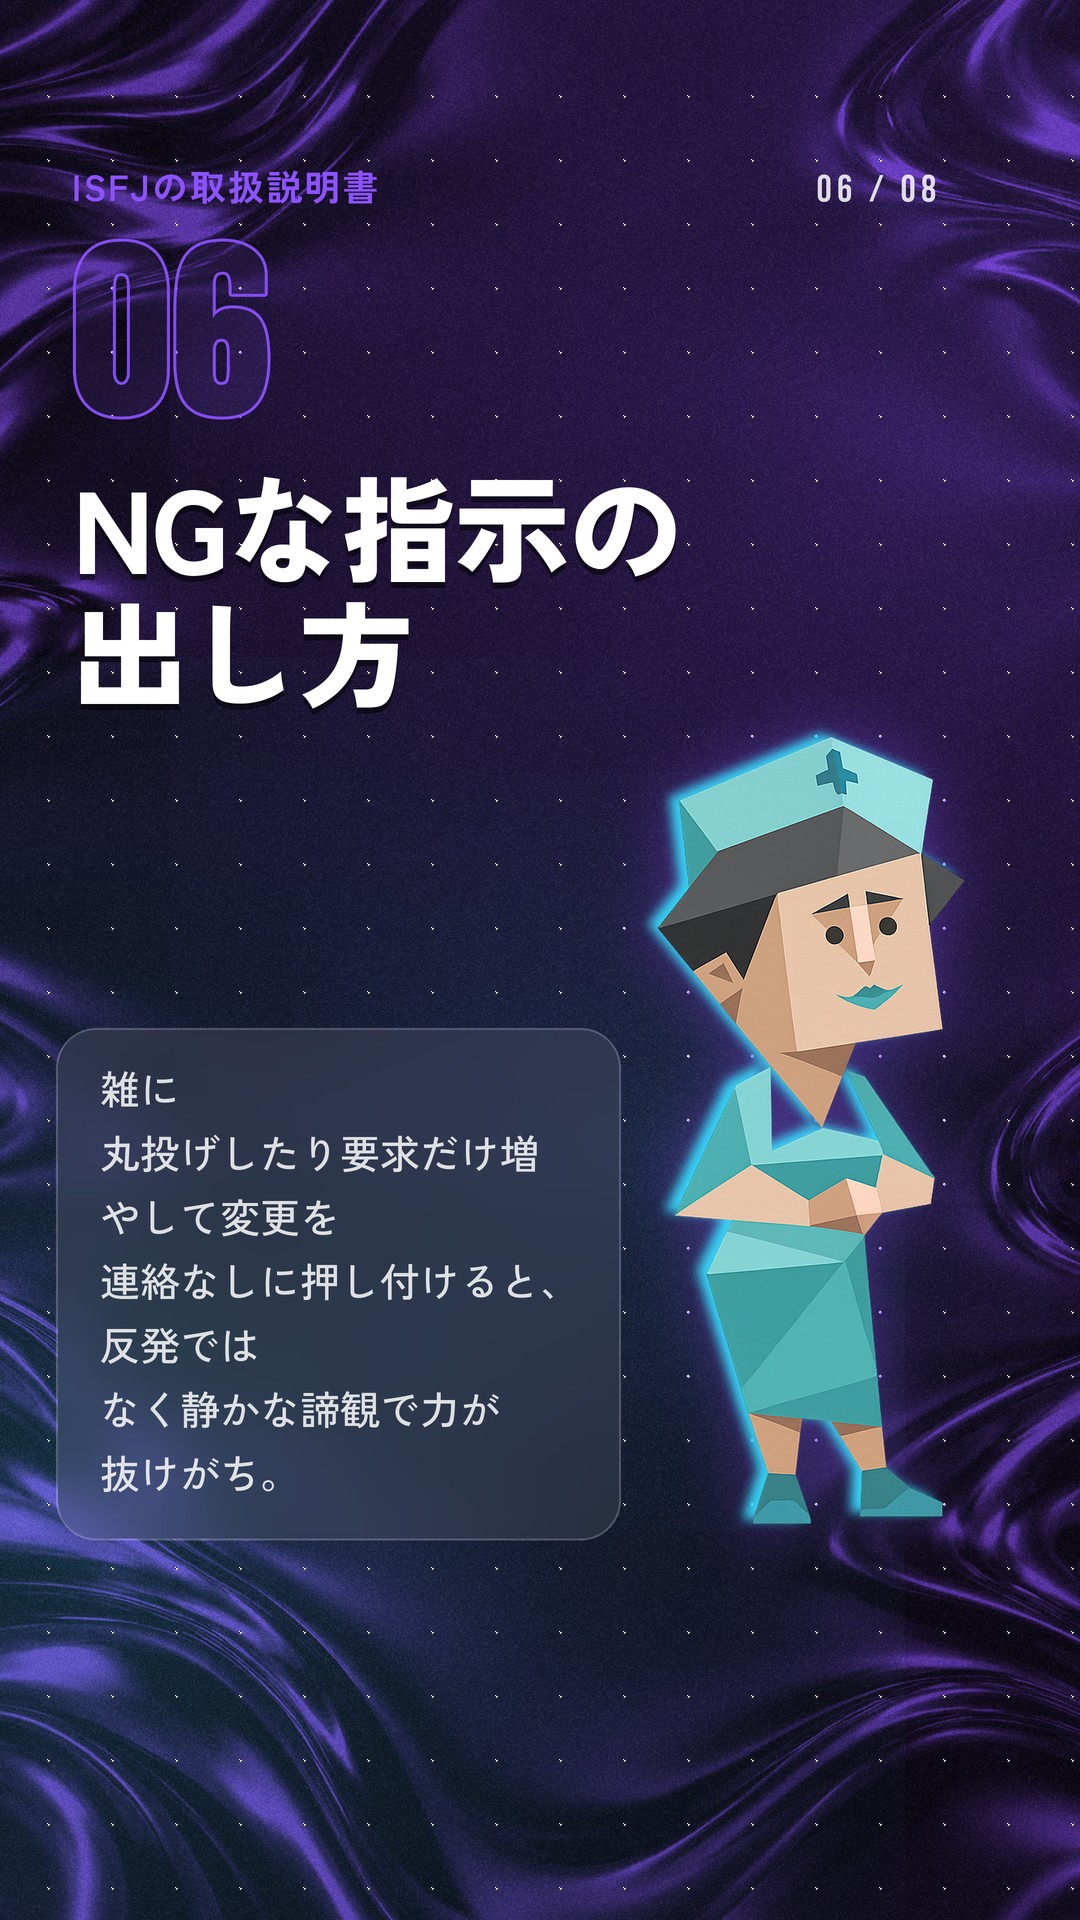 ISFJの取扱説明書
06 / 08
06
NGな指示の
出し方
雑に
丸投げしたり要求だけ増
やして変更を
連絡なしに押し付けると、
反発では
なく静かな諦観で力が
抜けがち。